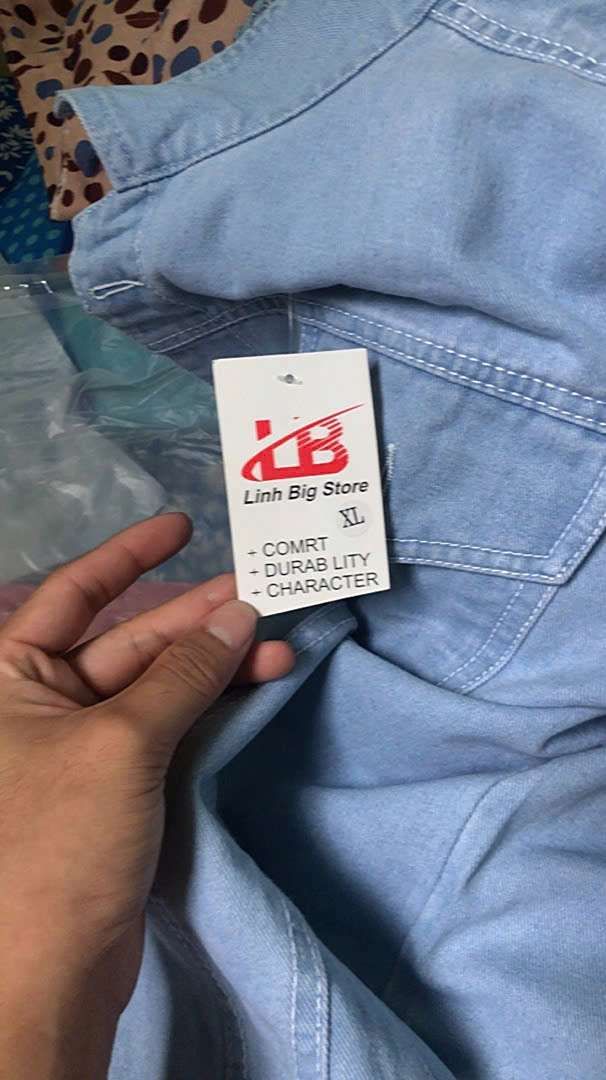 LB
Linh Big Store
XL
+ COMRT
+ DURAB LITY
+ CHARACTER